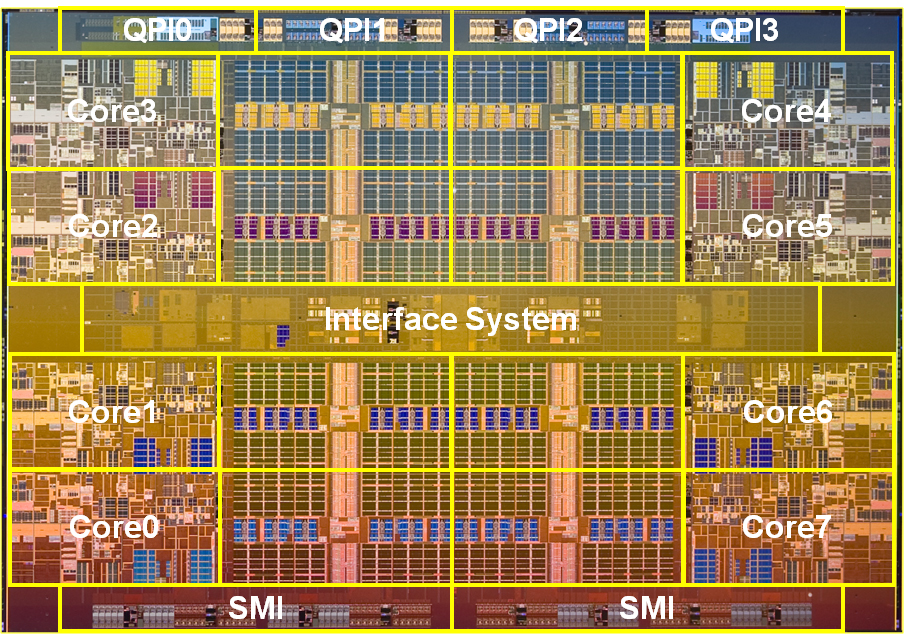 QPI0 QPI1 QPI2 QPI3
Core3 Core4
Core2 Core5
Interface System
Core1 Core6
Core0 Core7
SMI SMI